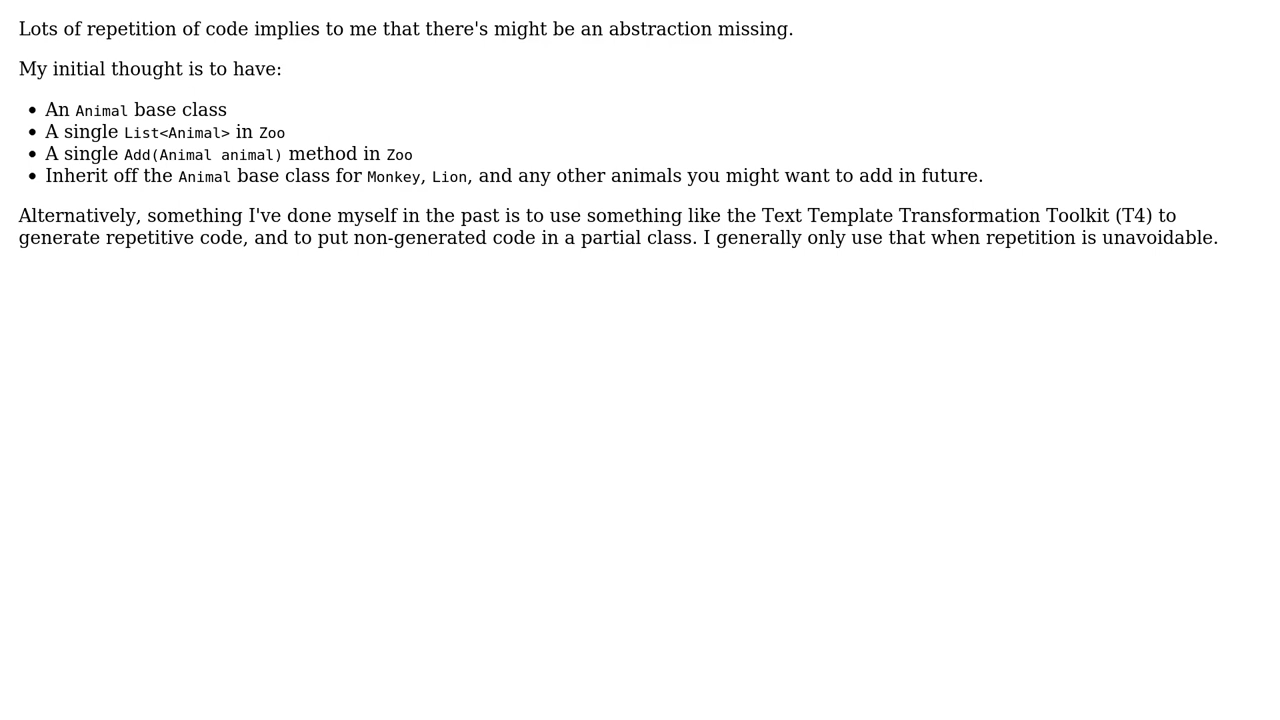 Lots of repetition of code implies to me that there's might be an abstraction missing.
My initial thought is to have:
• An Animal base class
• A single List<Animal> in Zoo
• A single Add(Animal animal) method in Zoo
• Inherit off the Animal base class for Monkey, Lion, and any other animals you might want to add in future.
Alternatively, something I've done myself in the past is to use something like the Text Template Transformation Toolkit (T4) to
generate repetitive code, and to put non-generated code in a partial class. I generally only use that when repetition is unavoidable.